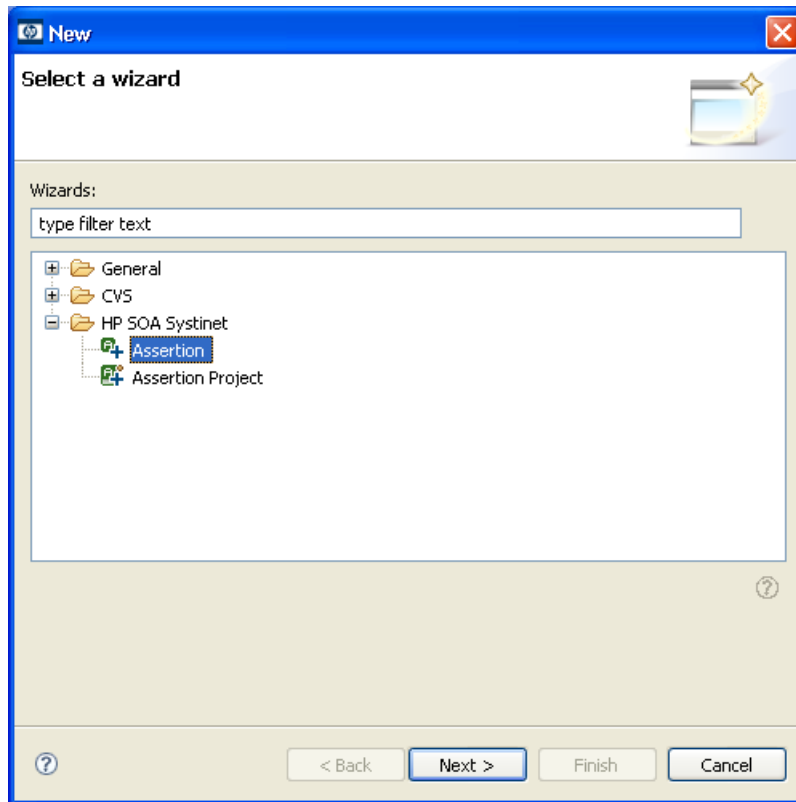 New
Select a wizard
Wizards:
type filter text
General
CVS
HP SOA Systinet
Assertion
Assertion Project
< Back Next > Finish Cancel